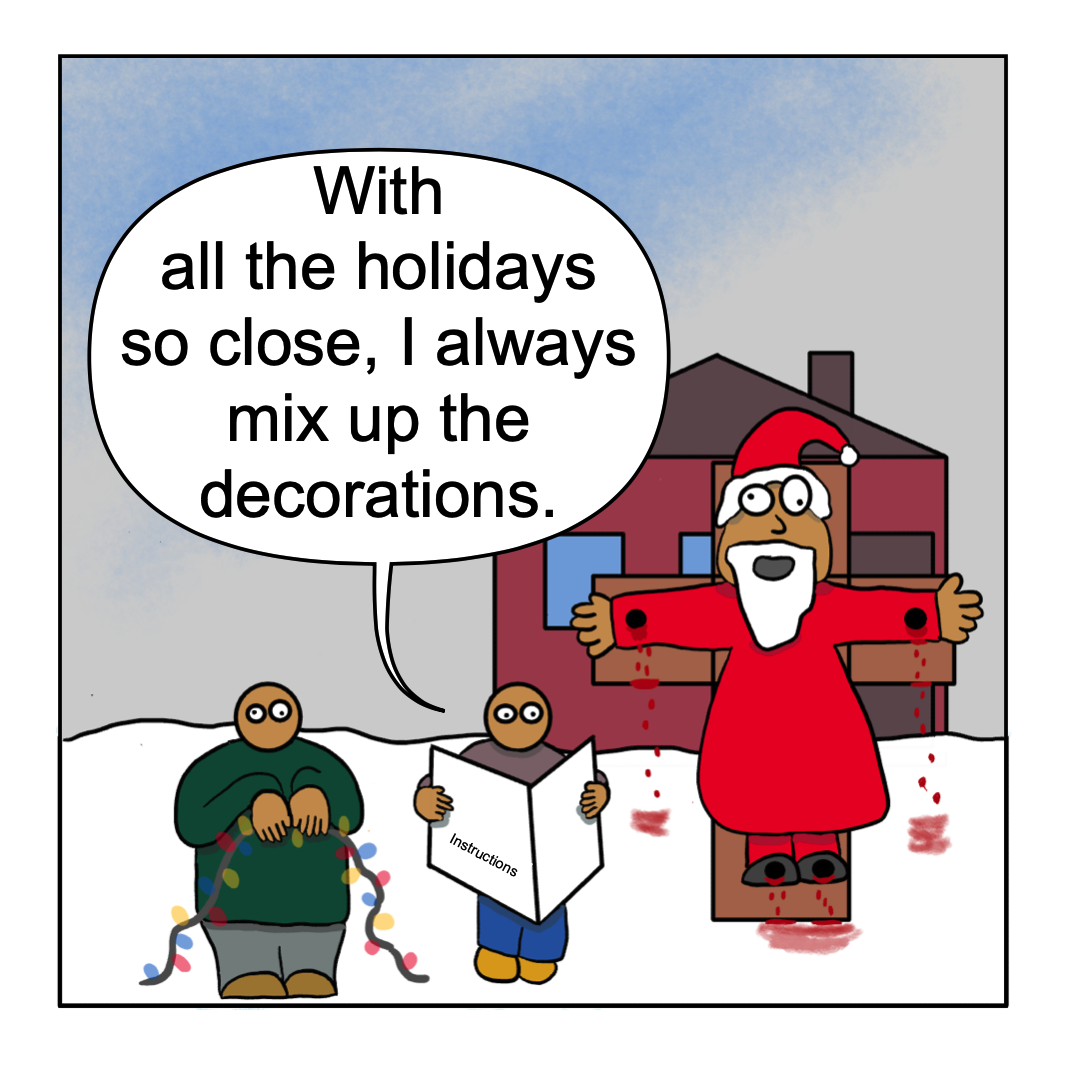 With
all the holidays
so close, I always
mix up the
decorations.
Instructions